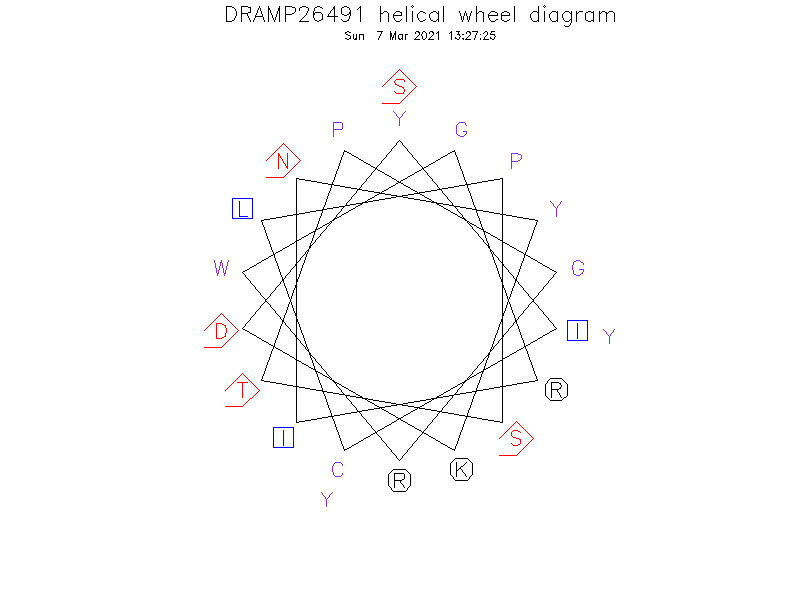 DRAMP26491 helical wheel diagram
Sun 7 Mar 2021 13:27:25
S
Y
P G
N P
L Y
W G
D I Y
T R
I S
C K
R
Y